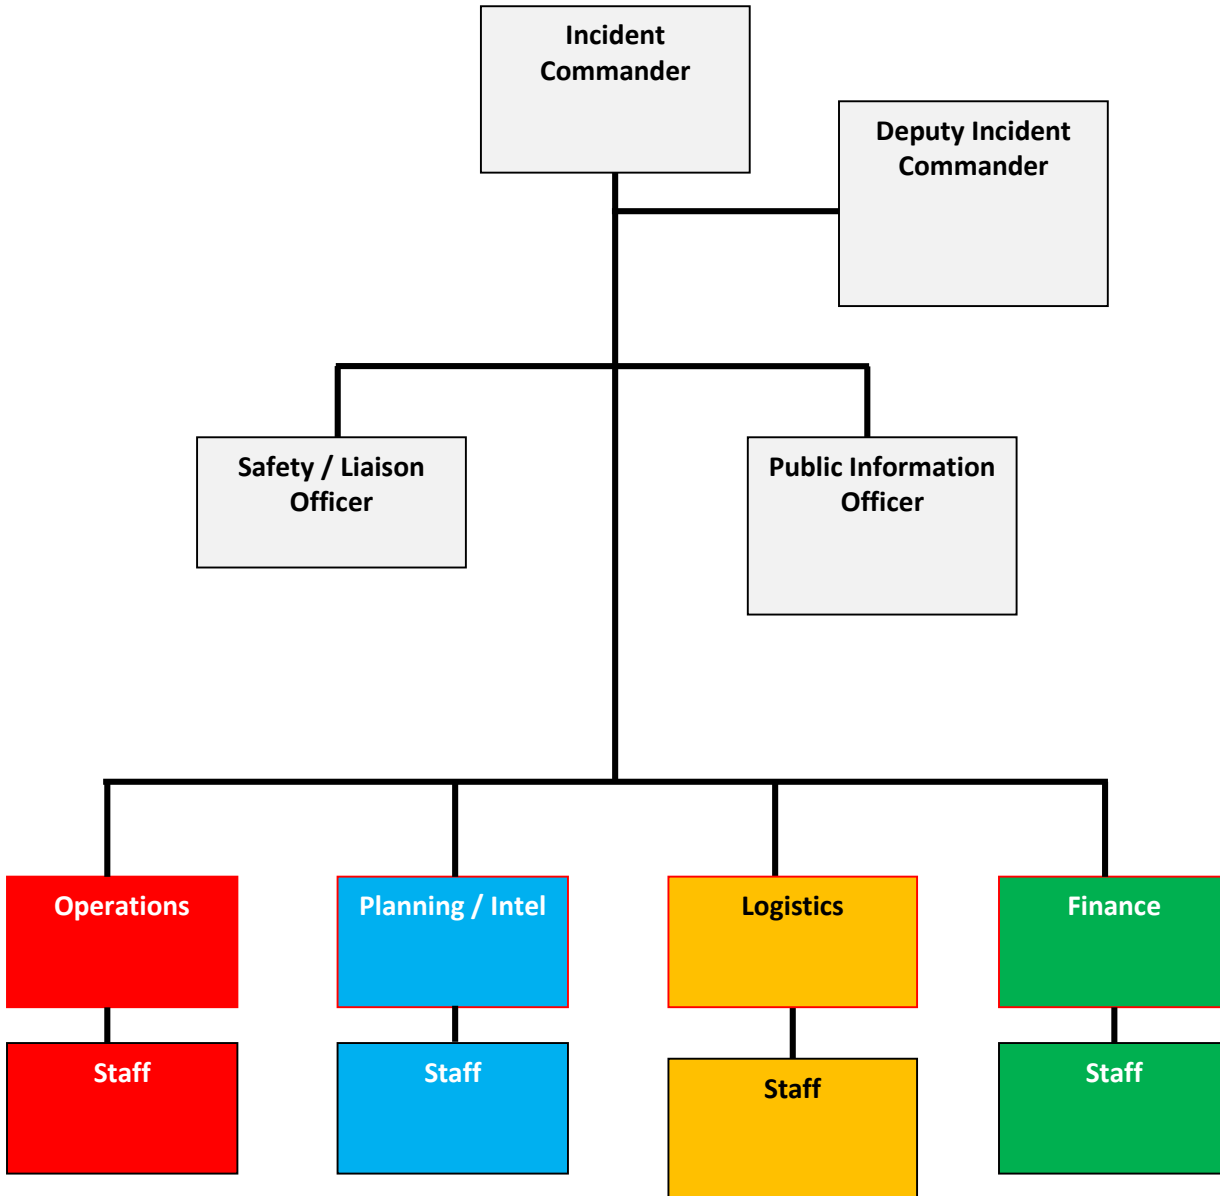 Incident
Commander
Deputy Incident
Commander
Safety / Liaison
Officer
Public Information
Officer
Operations
Planning / Intel
Logistics
Finance
Staff
Staff
Staff
Staff